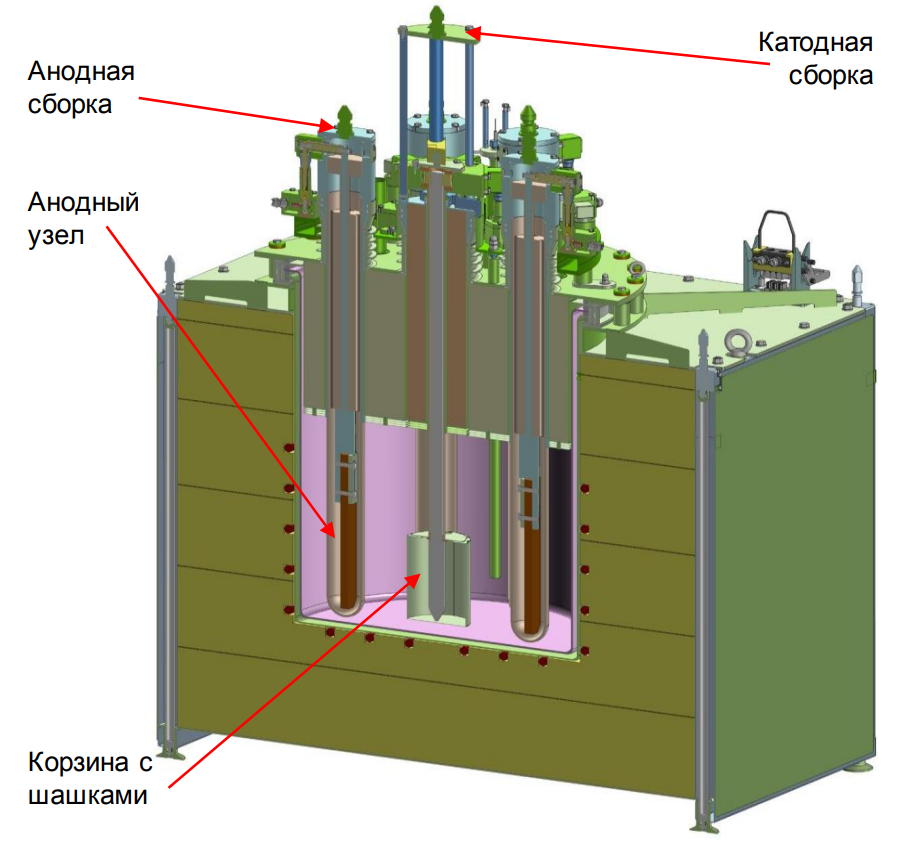 Катодная
сборка
Анодная
сборка
Анодный
узел
Корзина с
шашками